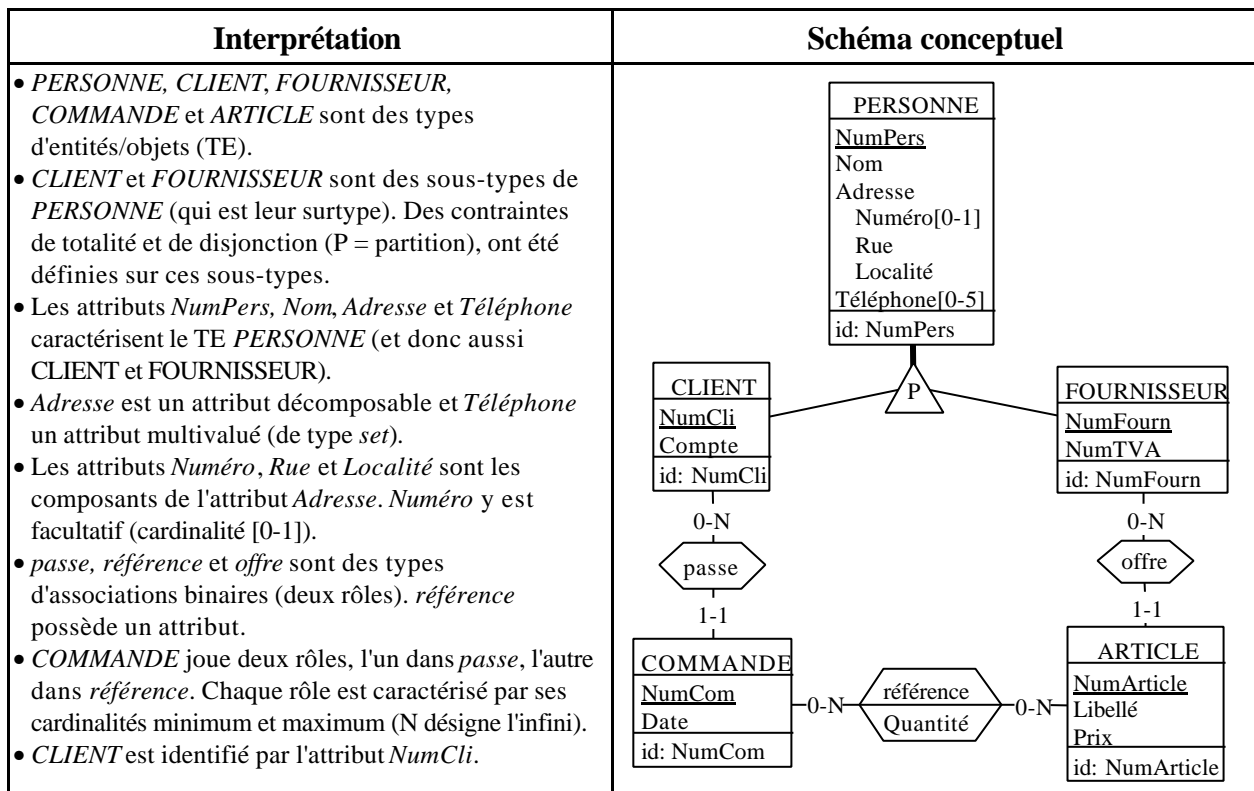 Interprétation
• PERSONNE, CLIENT, FOURNISSEUR,
COMMANDE et ARTICLE sont des types
d'entités/objets (TE).
• CLIENT et FOURNISSEUR sont des sous-types de
PERSONNE (qui est leur surtype). Des contraintes
de totalité et de disjonction (P = partition), ont été
définies sur ces sous-types.
• Les attributs NumPers, Nom, Adresse et Téléphone
caractérisent le TE PERSONNE (et donc aussi
CLIENT et FOURNISSEUR).
• Adresse est un attribut décomposable et Téléphone
un attribut multivalué (de type set).
• Les attributs Numéro, Rue et Localité sont les
composants de l'attribut Adresse. Numéro y est
facultatif (cardinalité [0-1]).
• passe, référence et offre sont des types
d'associations binaires (deux rôles). référence
possède un attribut.
• COMMANDE joue deux rôles, l'un dans passe, l'autre
dans référence. Chaque rôle est caractérisé par ses
cardinalités minimum et maximum (N désigne l'infini).
• CLIENT est identifié par l'attribut NumCli.
Schéma conceptuel
PERSONNE
NumPers
Nom
Adresse
Numéro[0-1]
Rue
Localité
Téléphone[0-5]
id: NumPers
P
CLIENT
NumCli
Compte
id: NumCli
FOURNISSEUR
NumFourn
NumTVA
id: NumFourn
0-N
passe
1-1
0-N
offre
1-1
COMMANDE
NumCom
Date
id: NumCom
0-N
référence
Quantité
0-N
ARTICLE
NumArticle
Libellé
Prix
id: NumArticle